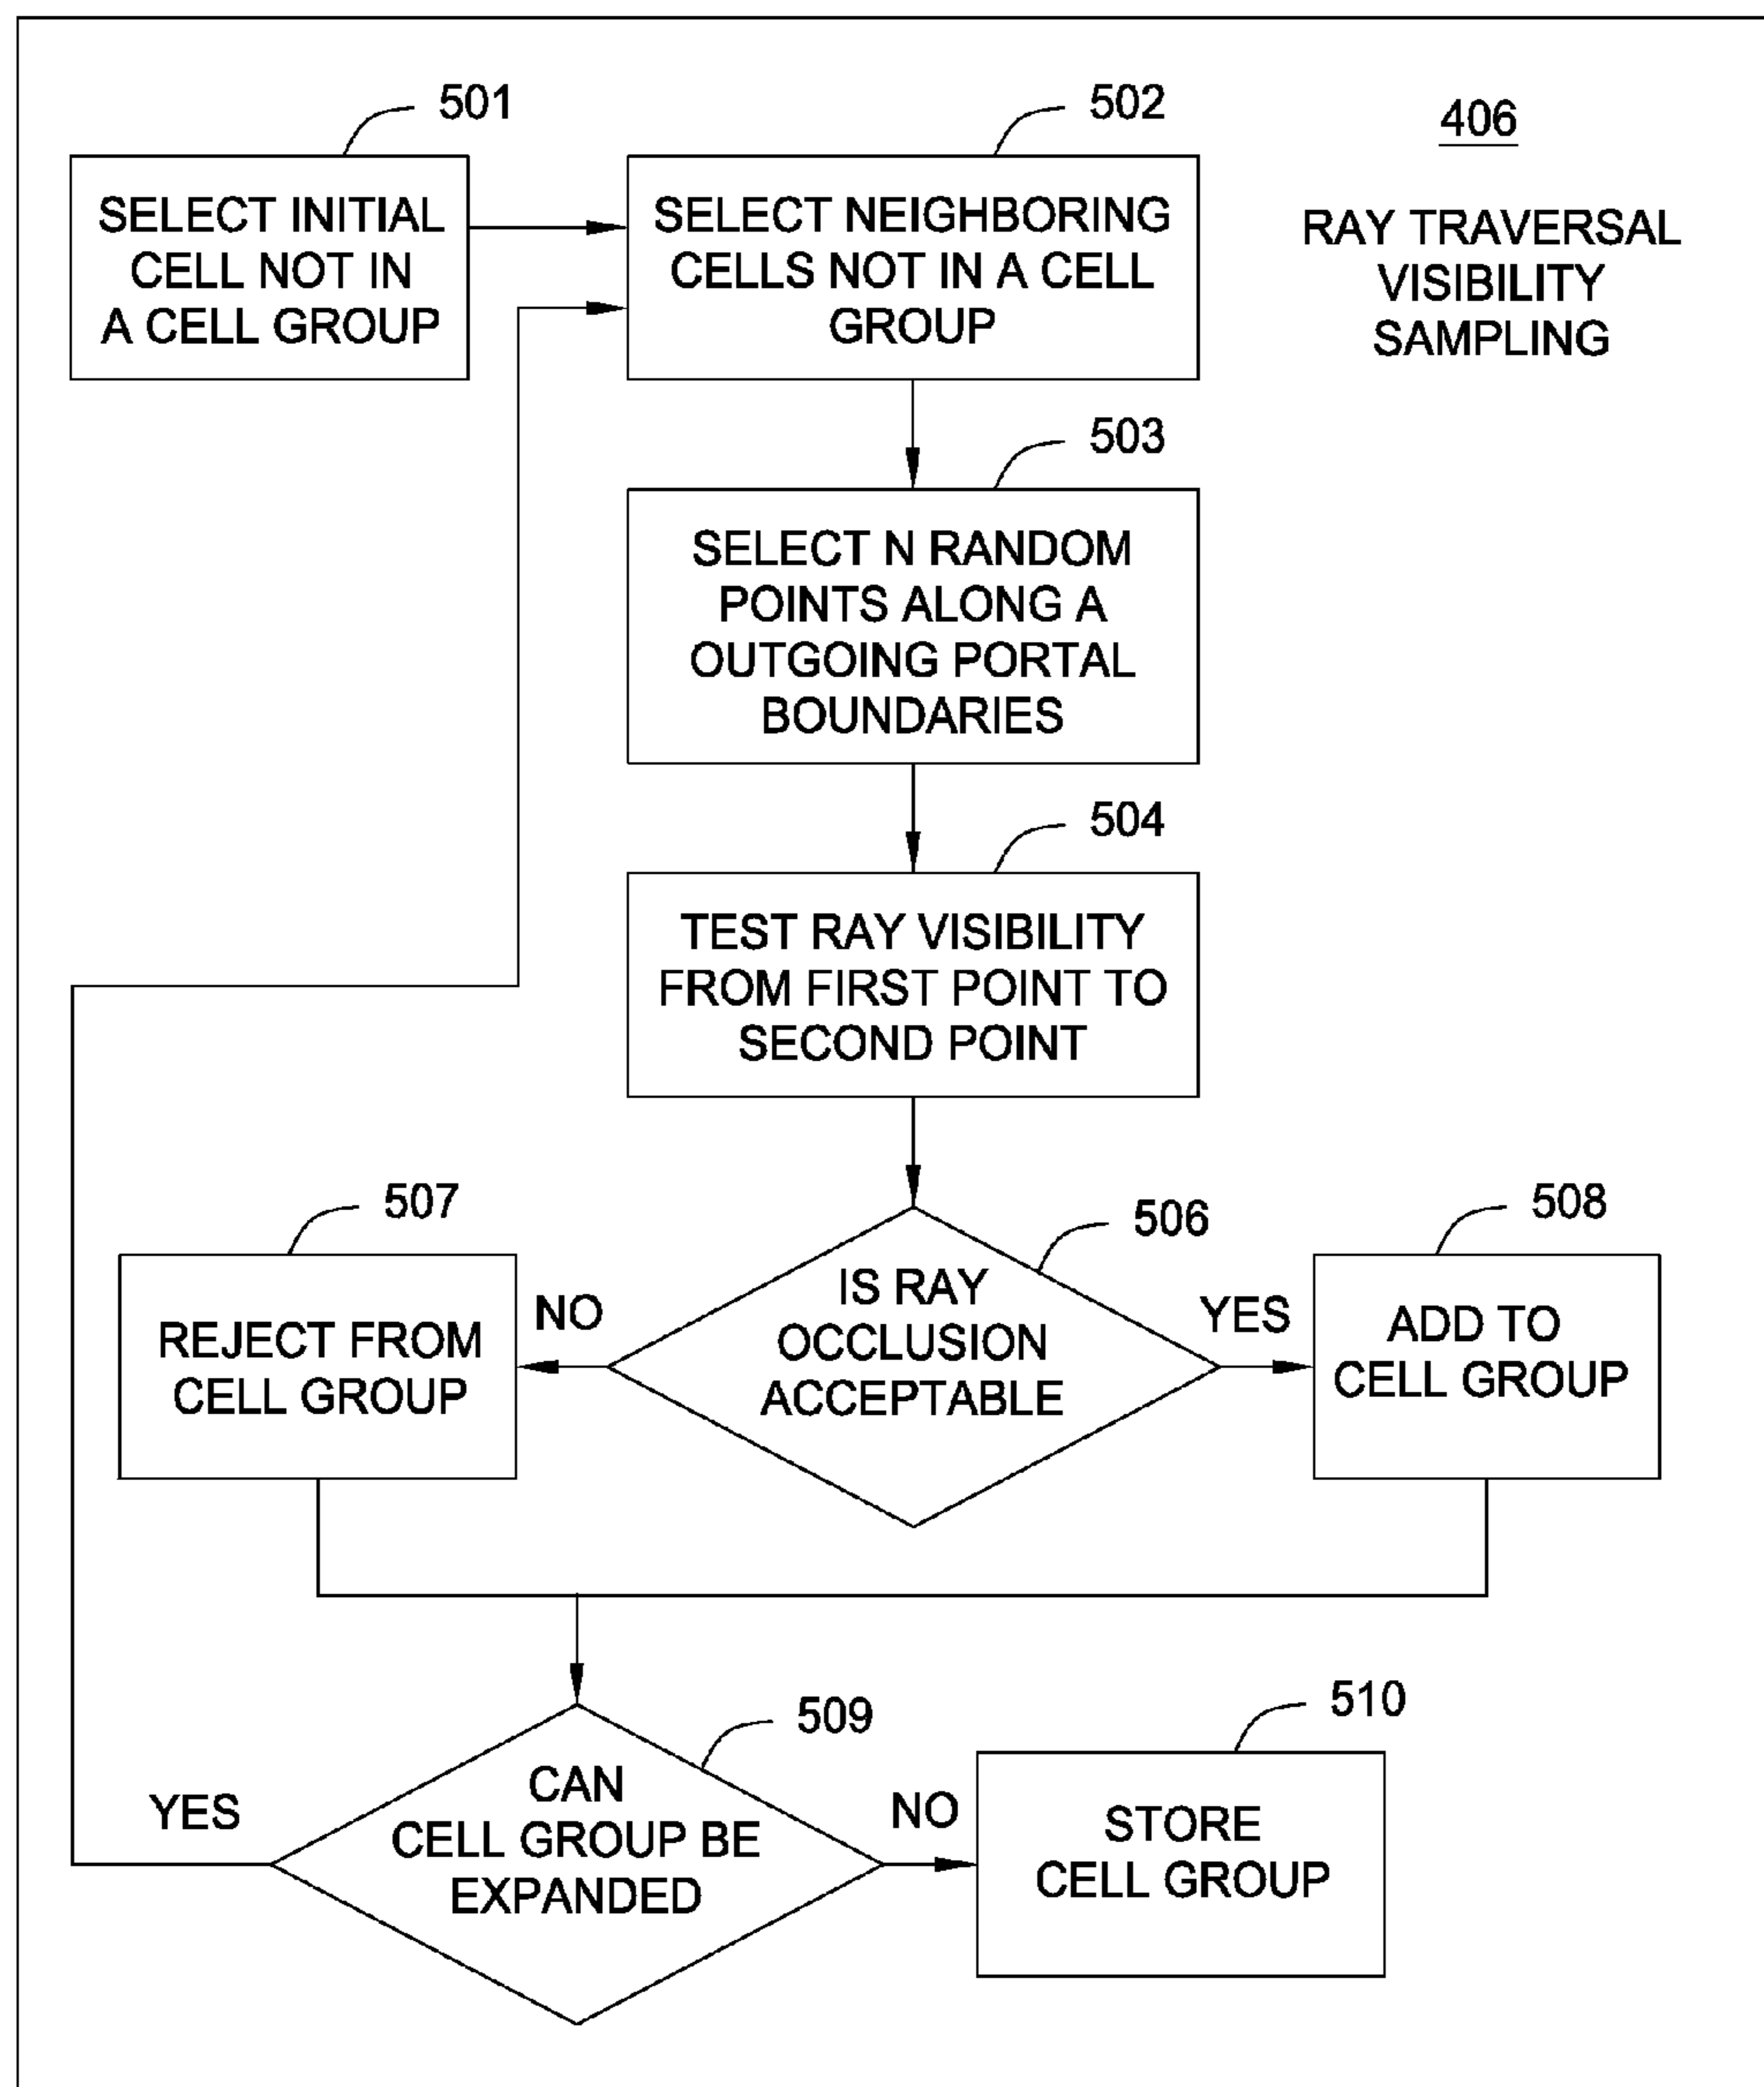 501
SELECT INITIAL
CELL NOT IN
A CELL GROUP
502
SELECT NEIGHBORING
CELLS NOT IN A CELL
GROUP
406
RAY TRAVERSAL
VISIBILITY
SAMPLING
503
SELECT N RANDOM
POINTS ALONG A
OUTGOING PORTAL
BOUNDARIES
504
TEST RAY VISIBILITY
FROM FIRST POINT TO
SECOND POINT
506
IS RAY
OCCLUSION
ACCEPTABLE
NO
507
REJECT FROM
CELL GROUP
YES
508
ADD TO
CELL GROUP
509
CAN
CELL GROUP BE
EXPANDED
YES
NO
510
STORE
CELL GROUP